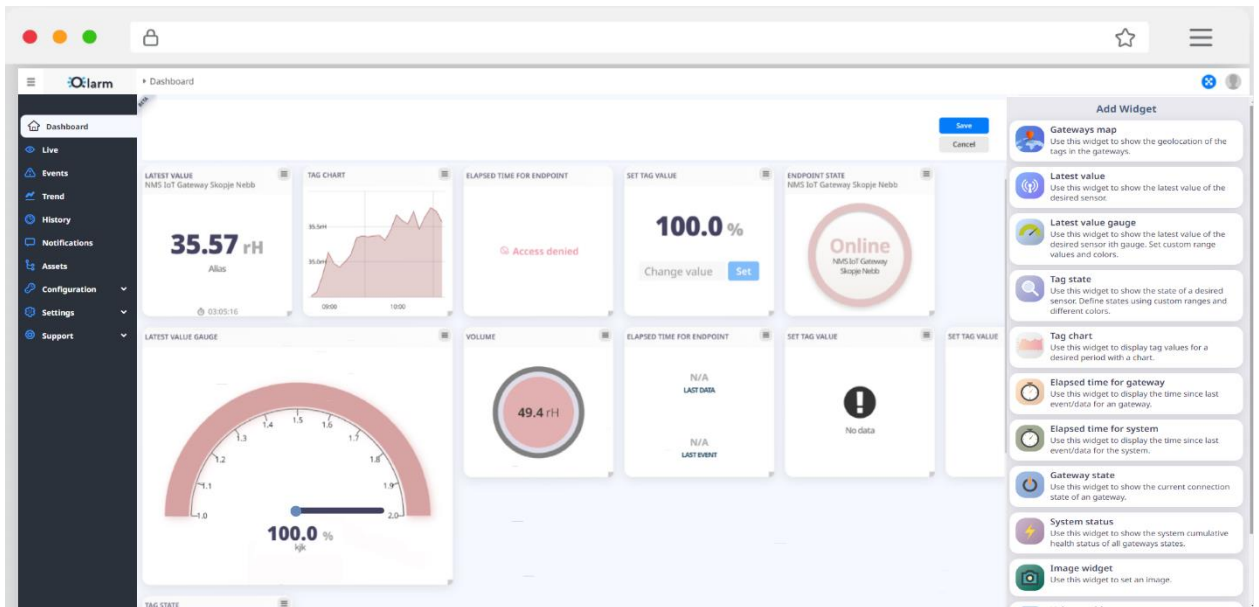 Olarm
Dashboard
BETA
Dashboard
Live
Events
Trend
History
Notifications
Assets
Configuration
Settings
Support
Save
Cancel
LATEST VALUE
NMS IoT Gateway Skopje Nebb
35.57 rH
Alias
03:05:16
TAG CHART
35.5rH
35.0rH
09:00 10:00
ELAPSED TIME FOR ENDPOINT
Access denied
SET TAG VALUE
100.0 %
Change value Set
ENDPOINT STATE
NMS IoT Gateway Skopje Nebb
Online
NMS IoT Gateway
Skopje Nebb
LATEST VALUE GAUGE
1.0
1.1
1.2
1.3
1.4
1.5
1.6
1.7
1.8
1.9
2.0
100.0 %
kjk
VOLUME
49.4 rH
ELAPSED TIME FOR ENDPOINT
N/A
LAST DATA
N/A
LAST EVENT
SET TAG VALUE
No data
SET TAG VALUE
TAG STATE
Add Widget
Gateways map
Use this widget to show the geolocation of the
tags in the gateways.
Latest value
Use this widget to show the latest value of the
desired sensor.
Latest value gauge
Use this widget to show the latest value of the
desired sensor ith gauge. Set custom range
values and colors.
Tag state
Use this widget to show the state of a desired
sensor. Define states using custom ranges and
different colors.
Tag chart
Use this widget to display tag values for a
desired period with a chart.
Elapsed time for gateway
Use this widget to display the time since last
event/data for an gateway.
Elapsed time for system
Use this widget to display the time since last
event/data for the system.
Gateway state
Use this widget to show the current connection
state of an gateway.
System status
Use this widget to show the system cumulative
health status of all gateways states.
Image widget
Use this widget to set an image.